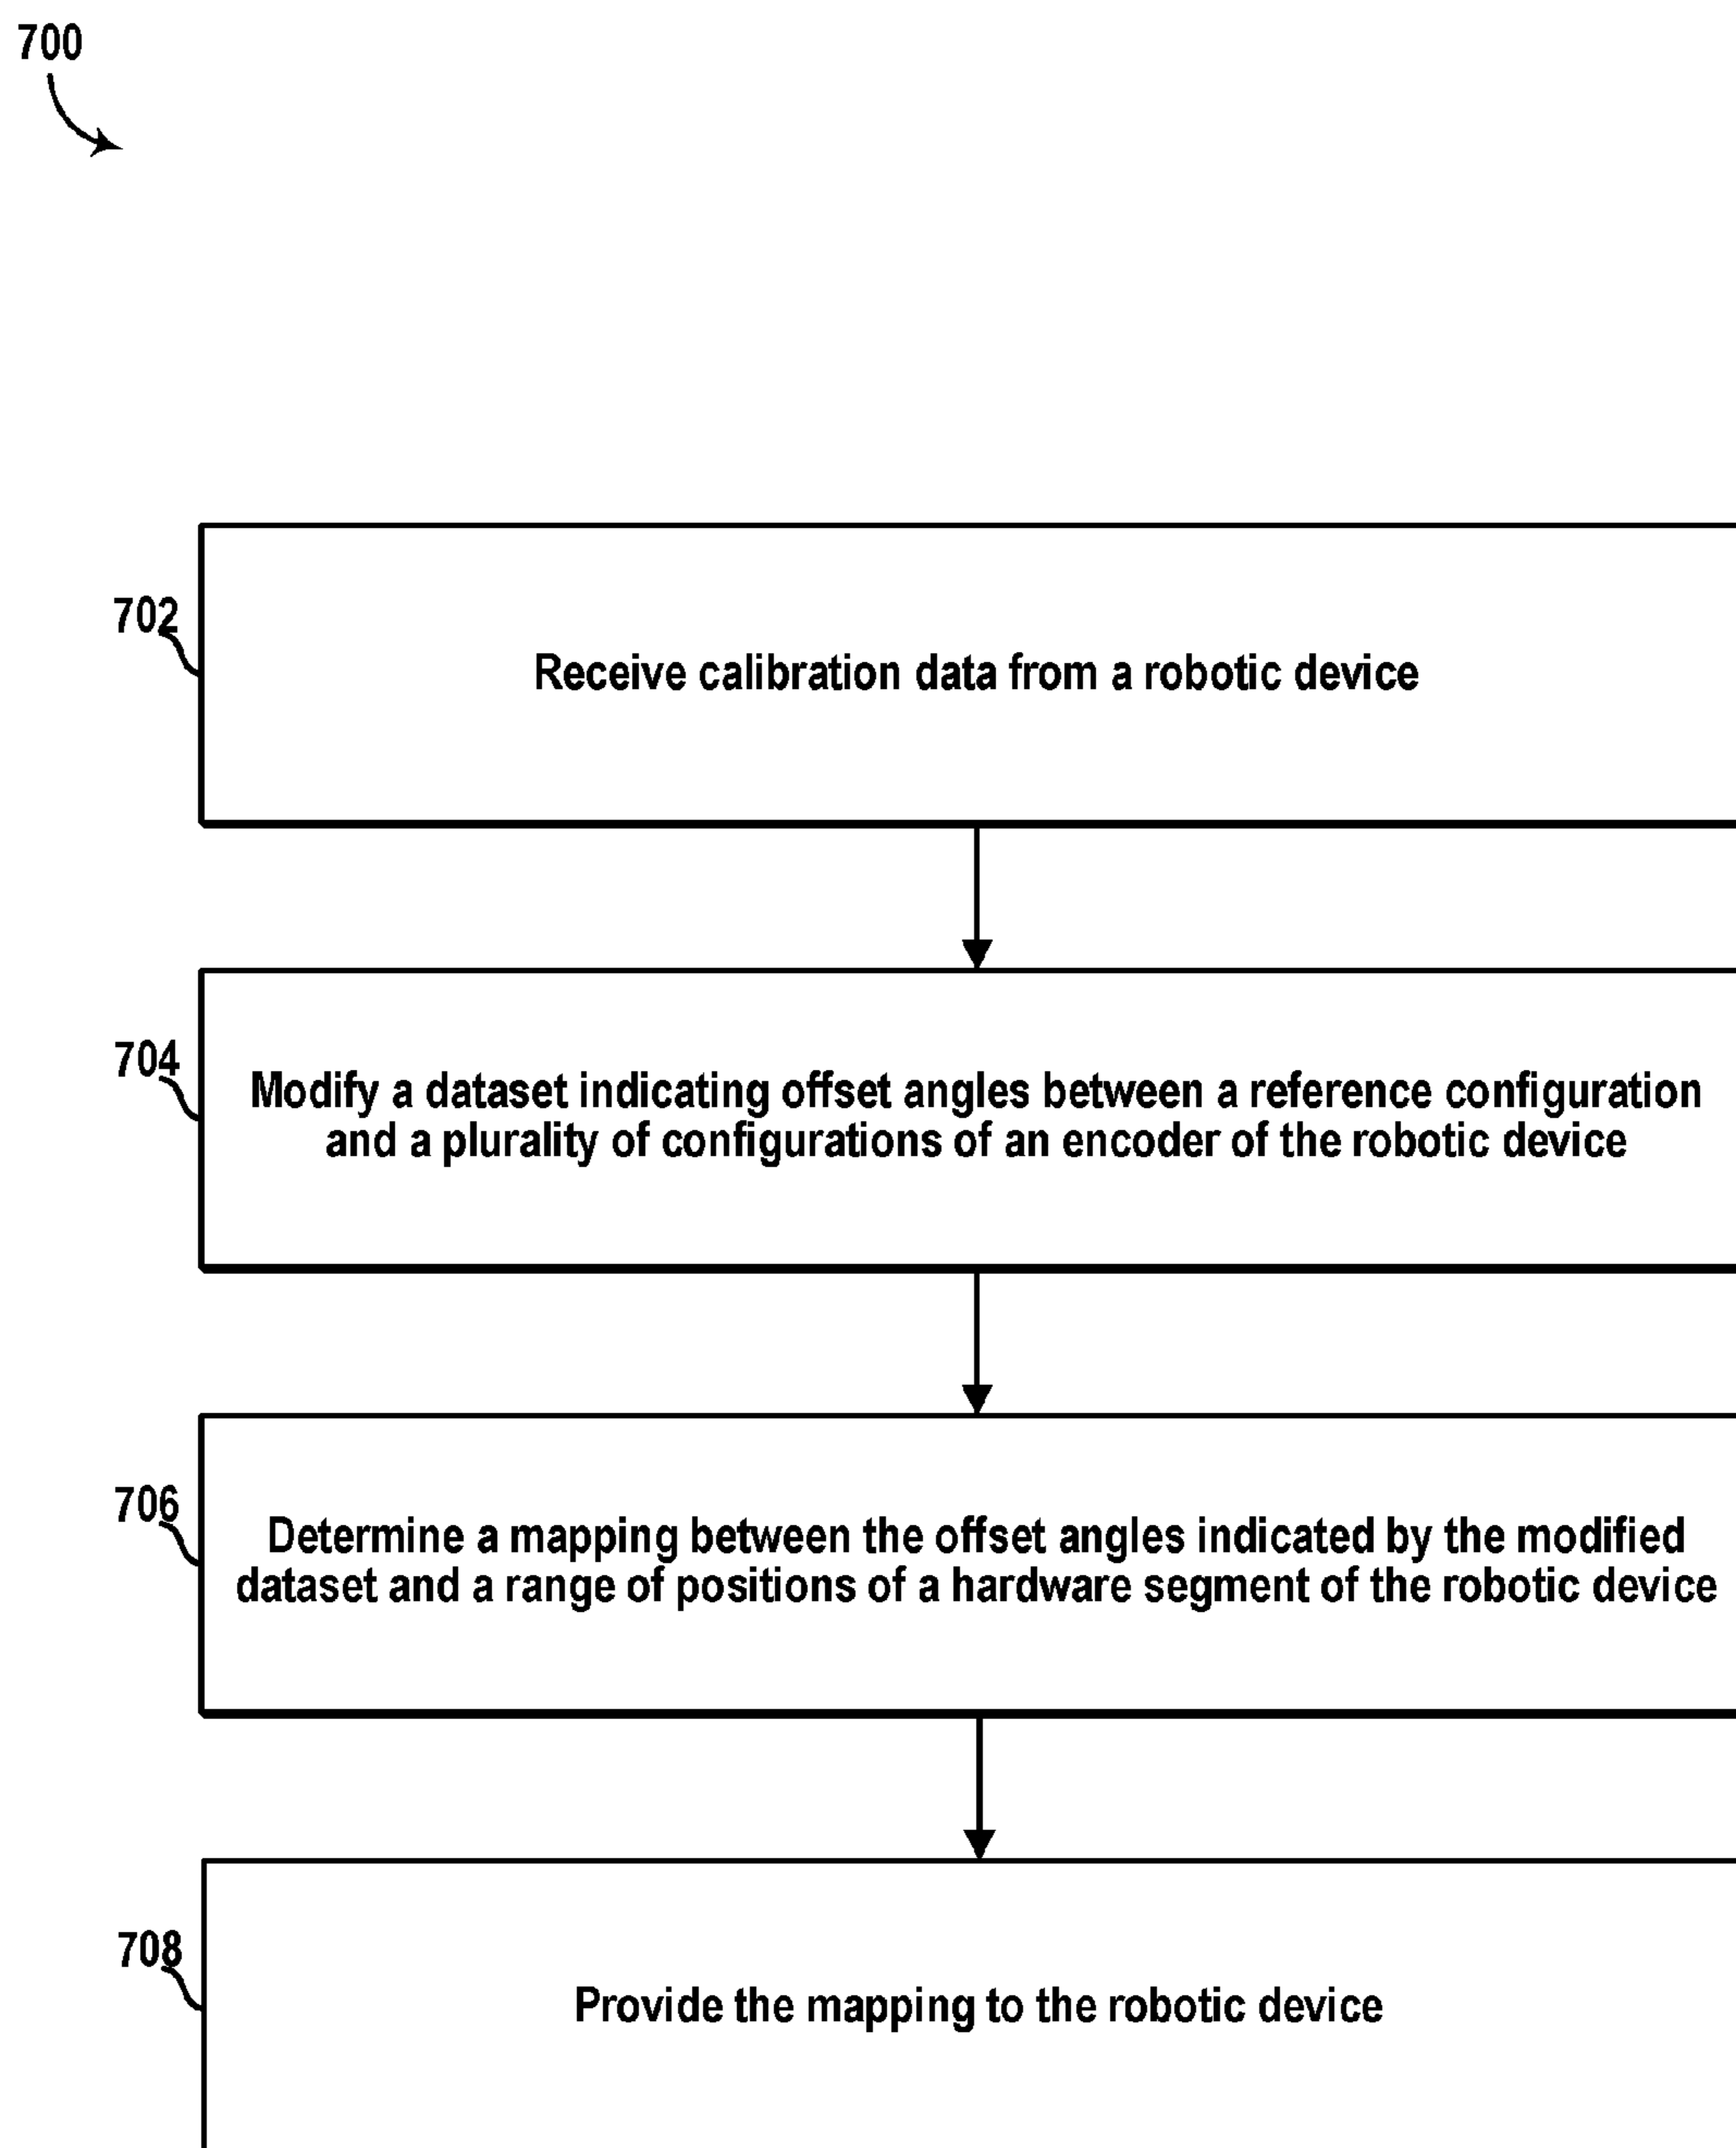 700
702
Receive calibration data from a robotic device
704
Modify a dataset indicating offset angles between a reference configuration
and a plurality of configurations of an encoder of the robotic device
706
Determine a mapping between the offset angles indicated by the modified
dataset and a range of positions of a hardware segment of the robotic device
708
Provide the mapping to the robotic device